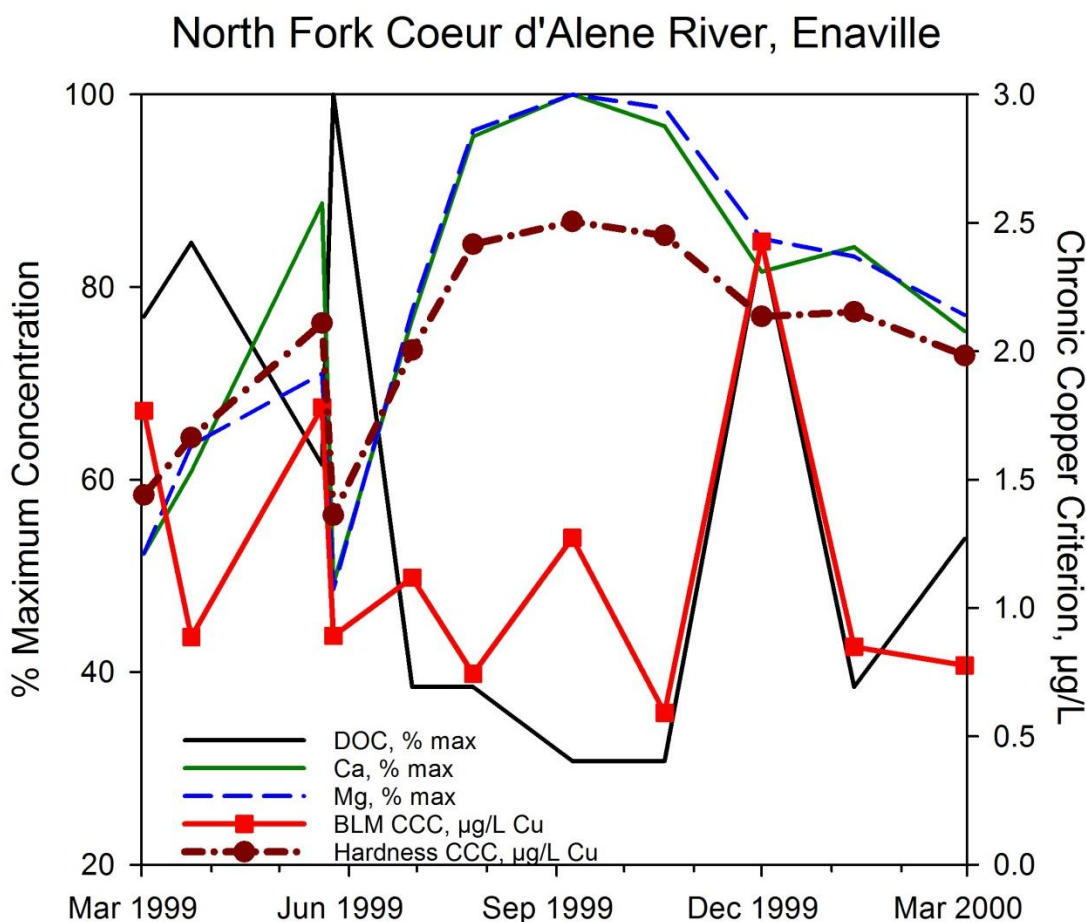 North Fork Coeur d'Alene River, Enaville
% Maximum Concentration
100
80
60
40
20
3.0
2.5
2.0
1.5
1.0
0.5
0.0
Chronic Copper Criterion, µg/L
DOC, % max
Ca, % max
Mg, % max
BLM CCC, µg/L Cu
Hardness CCC, µg/L Cu
Mar 1999 Jun 1999 Sep 1999 Dec 1999 Mar 2000